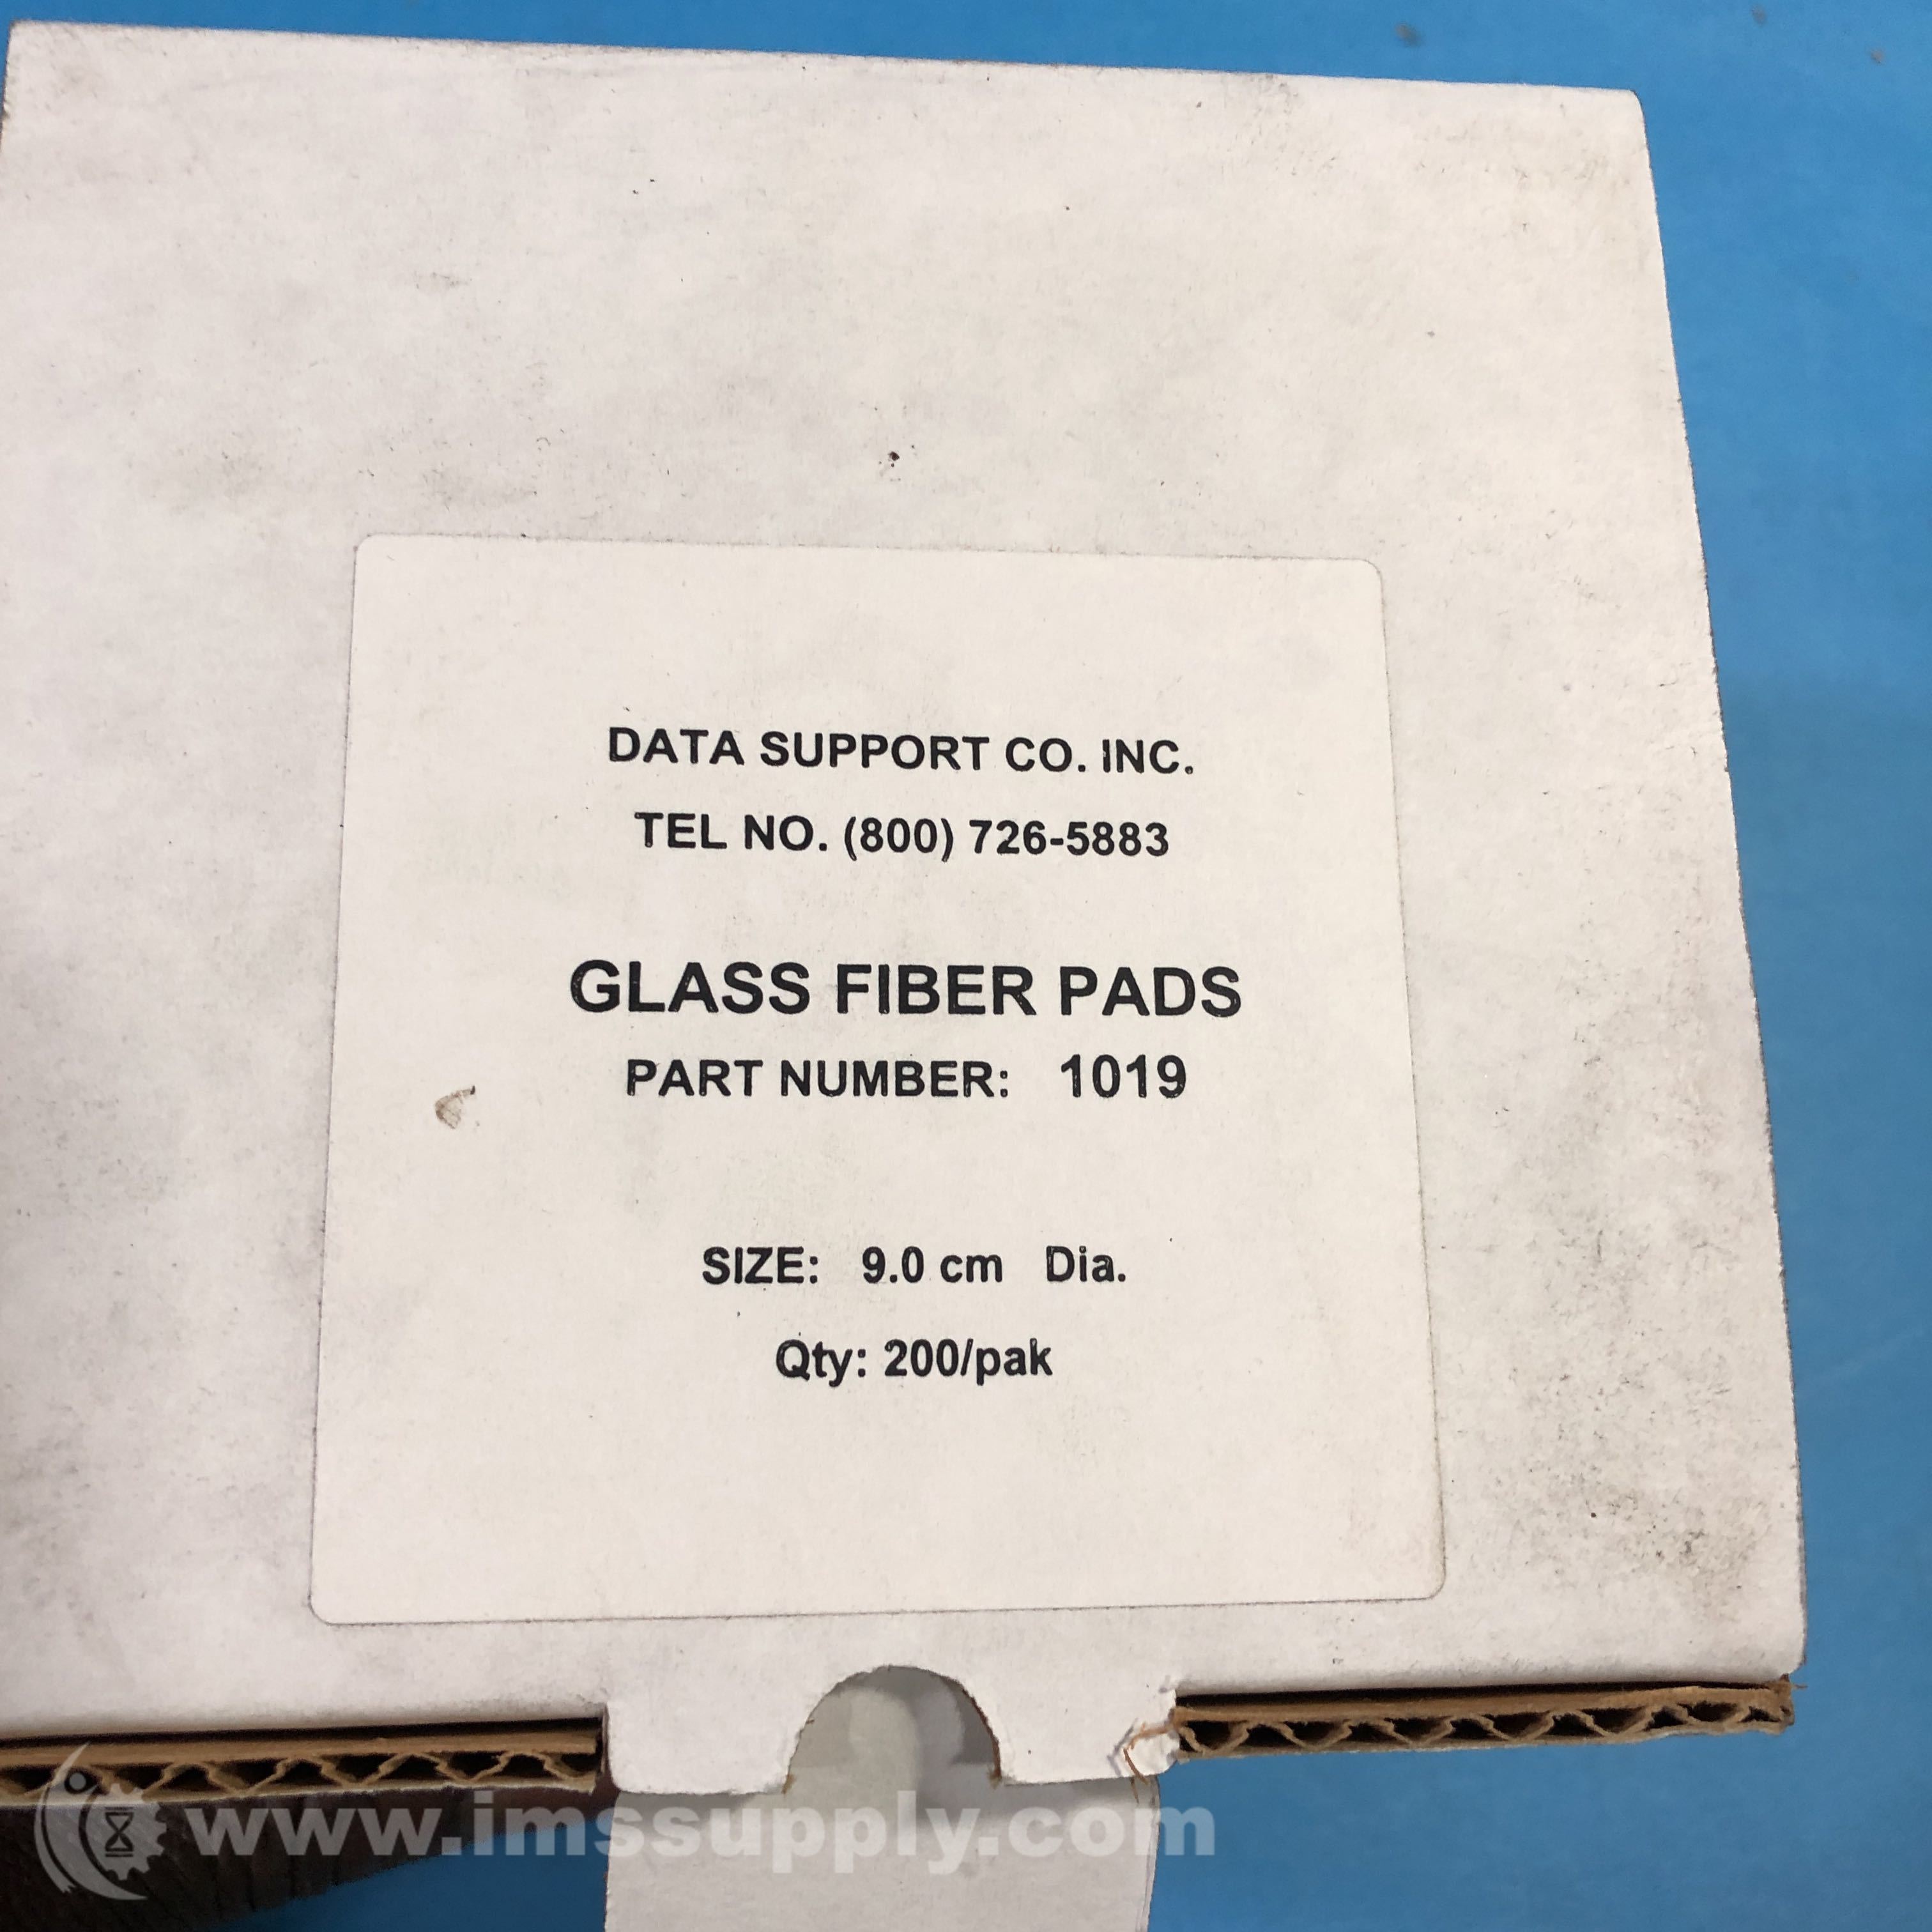 DATA SUPPORT CO. INC.
TEL NO. (800) 726-5883
GLASS FIBER PADS
PART NUMBER: 1019
SIZE: 9.0 cm Dia.
Qty: 200/pak
www.imssupply.com